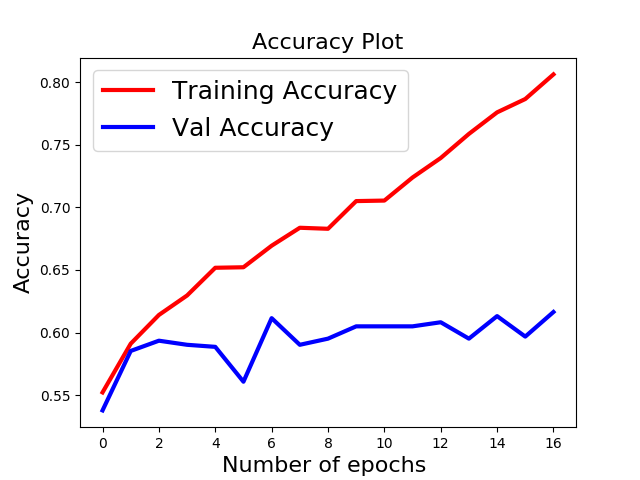 Accuracy Plot
Training Accuracy
Val Accuracy
Accuracy
0.80
0.75
0.70
0.65
0.60
0.55
0 2 4 6 8 10 12 14 16
Number of epochs